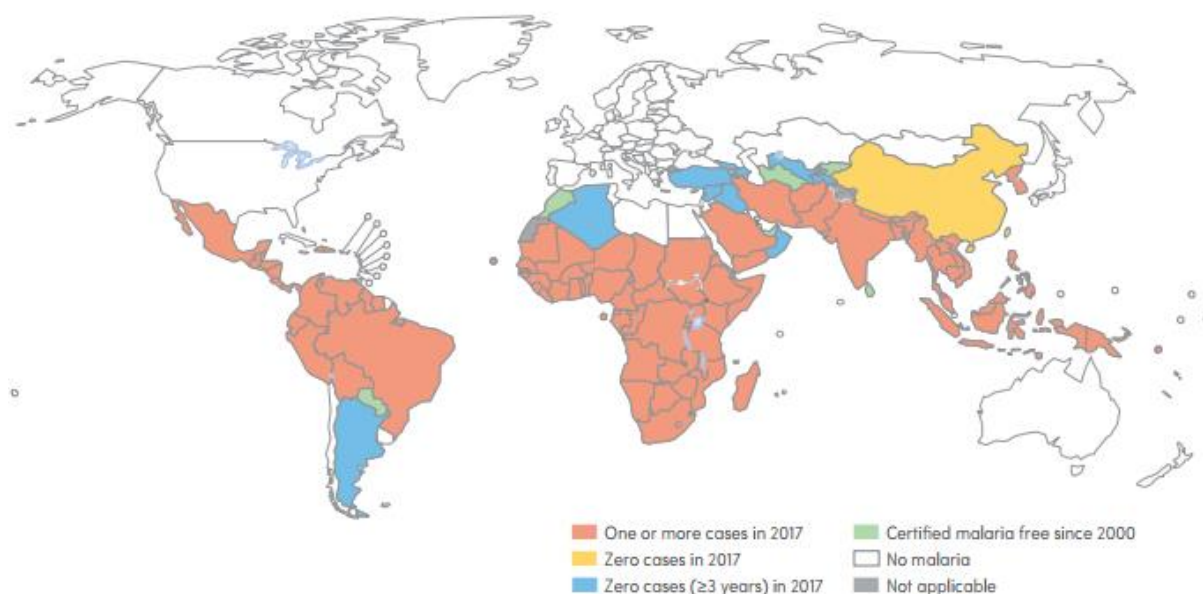 One or more cases in 2017
Zero cases in 2017
Zero cases (≥3 years) in 2017
Certified malaria free since 2000
No malaria
Not applicable